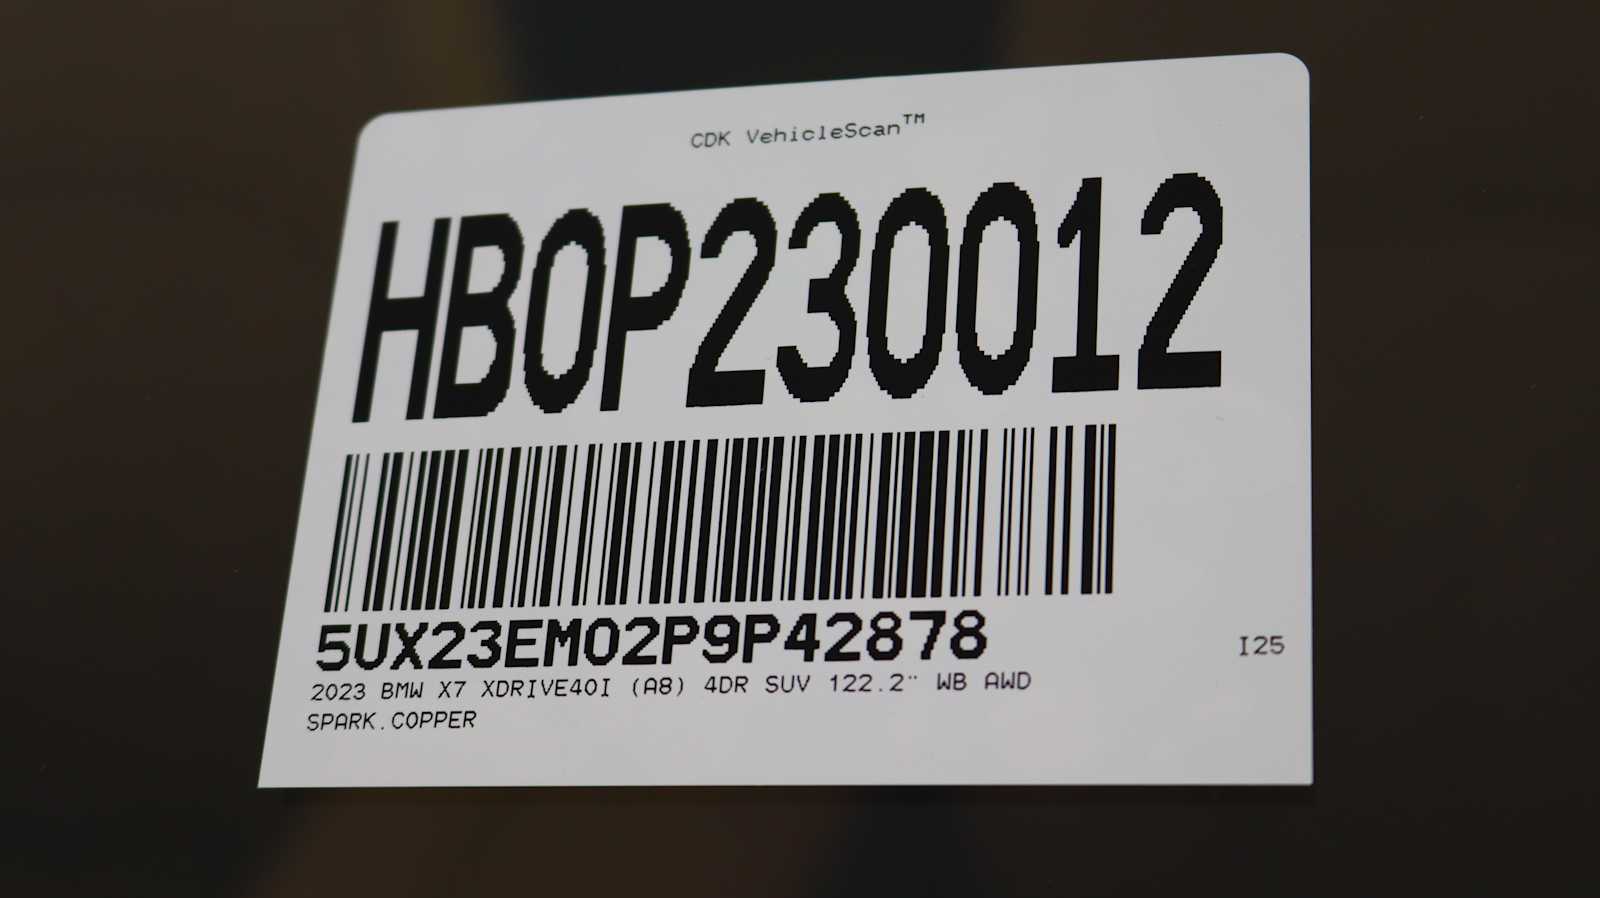 CDK VehicleScan™
HBOP230012
5UX23EM02P9P42878
I25
2023 BMW X7 XDRIVE40I (A8) 4DR SUV 122.2" WB AWD
SPARK.COPPER